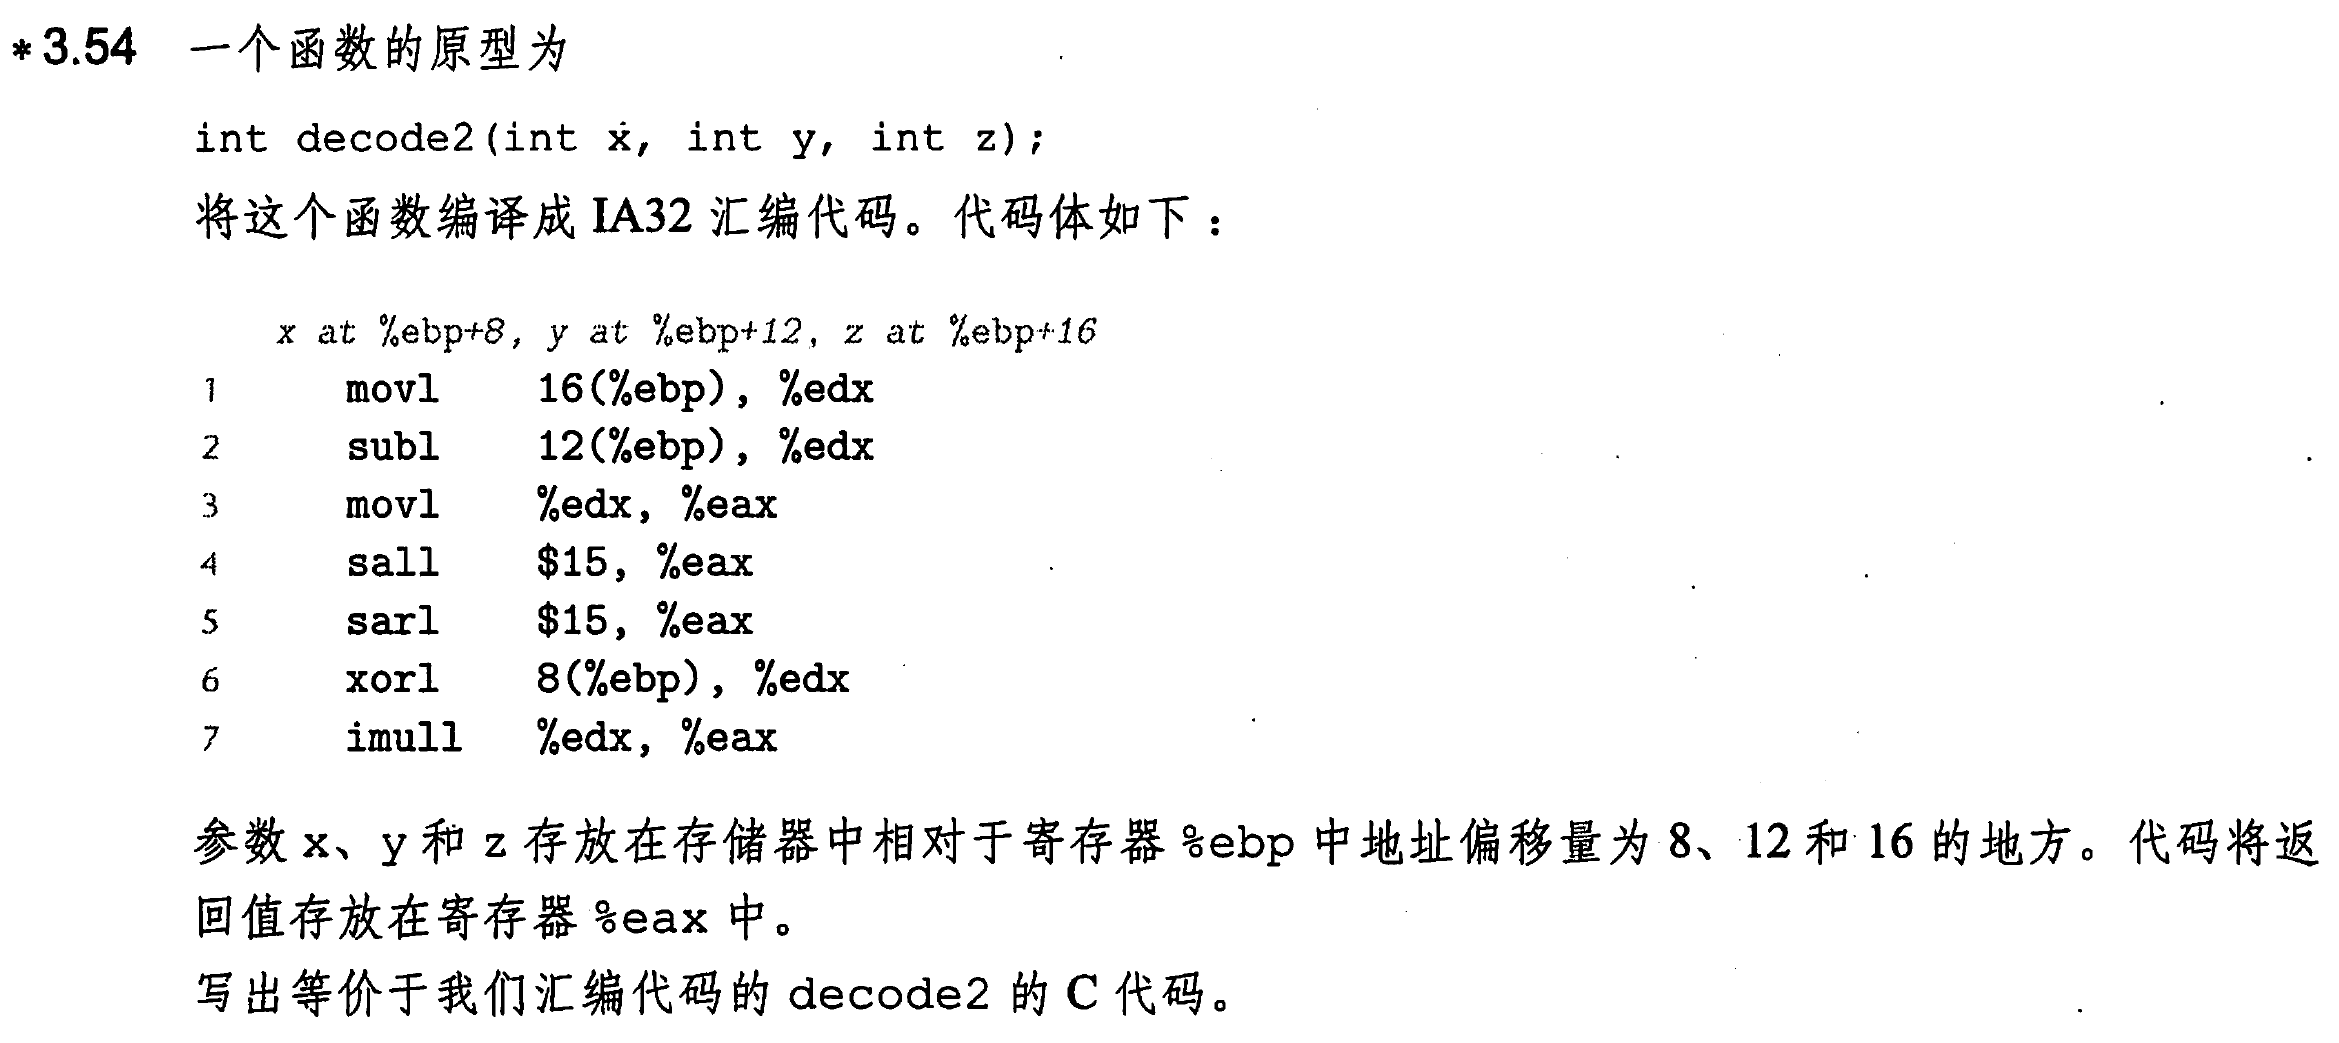 *3.54 一个函数的原型为
int decode2(int x, int y, int z);
将这个函数编译成 IA32 汇编代码。代码体如下：
x at %ebp+8, y at %ebp+12, z at %ebp+16
1 movl 16(%ebp), %edx
2 subl 12(%ebp), %edx
3 movl %edx, %eax
4 sall $15, %eax
5 sarl $15, %eax
6 xorl 8(%ebp), %edx
7 imull %edx, %eax
参数 x、y 和 z 存放在存储器中相对于寄存器 %ebp 中地址偏移量为 8、12 和 16 的地方。代码将返
回值存放在寄存器 %eax 中。
写出等价于我们汇编代码的 decode2 的 C 代码。